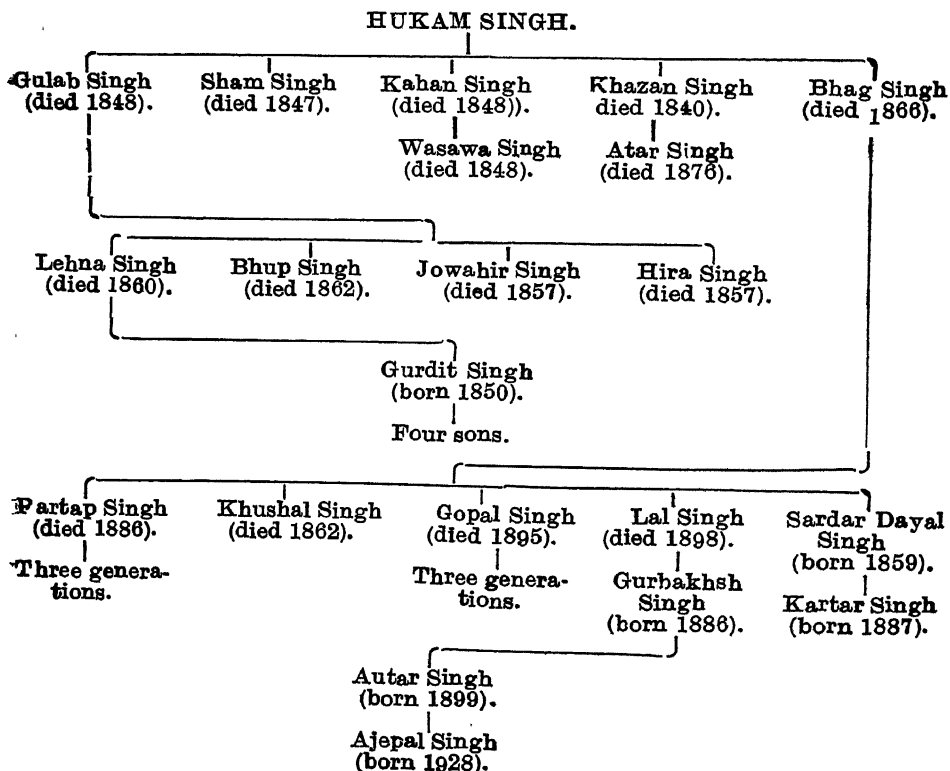 HUKAM SINGH.
Gulab Singh
(died 1848).
Sham Singh
(died 1847).
Kahan Singh
(died 1848)).
Khazan Singh
died 1840).
Bhag Singh
(died 1866).
Wasawa Singh
(died 1848).
Atar Singh
(died 1876).
Lehna Singh
(died 1860).
Bhup Singh
(died 1862).
Jowahir Singh
(died 1857).
Hira Singh
(died 1857).
Gurdit Singh
(born 1850).
Four sons.
Partap Singh
(died 1886).
Three genera-
tions.
Khushal Singh
(died 1862).
Gopal Singh
(died 1895).
Three genera-
tions.
Lal Singh
(died 1898).
Gurbakhsh
Singh
(born 1886).
Sardar Dayal
Singh
(born 1859).
Kartar Singh
(born 1887).
Autar Singh
(born 1899).
Ajepal Singh
(born 1928).